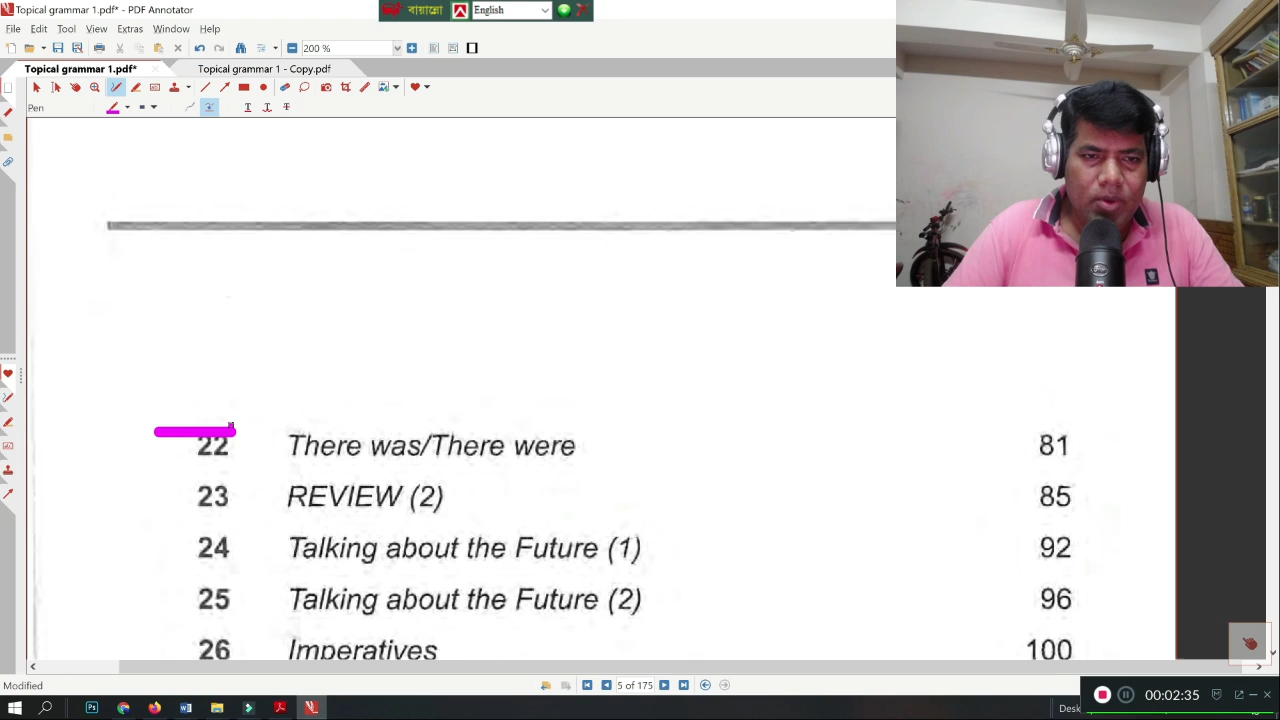 Topical grammar 1.pdf* - PDF Annotator
বায়ান্নো English
File Edit Tool View Extras Window Help
200 %
Topical grammar 1.pdf* Topical grammar 1 - Copy.pdf
Pen
22 There was/There were 81
23 REVIEW (2) 85
24 Talking about the Future (1) 92
25 Talking about the Future (2) 96
26 Imperatives 100
Modified 5 of 175
00:02:35
Desk